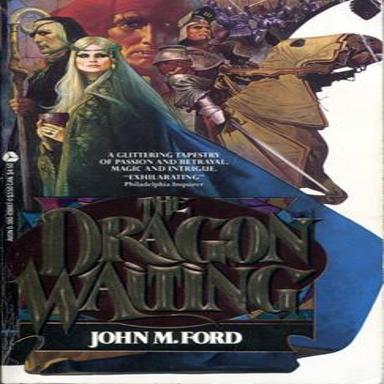 A GLITTERING TAPESTRY
OF PASSION AND BETRAYAL,
MAGIC AND INTRIGUE.
"EXHILARATING"
Philadelphia Inquirer
THE
DRAGON
WAITING
JOHN M. FORD